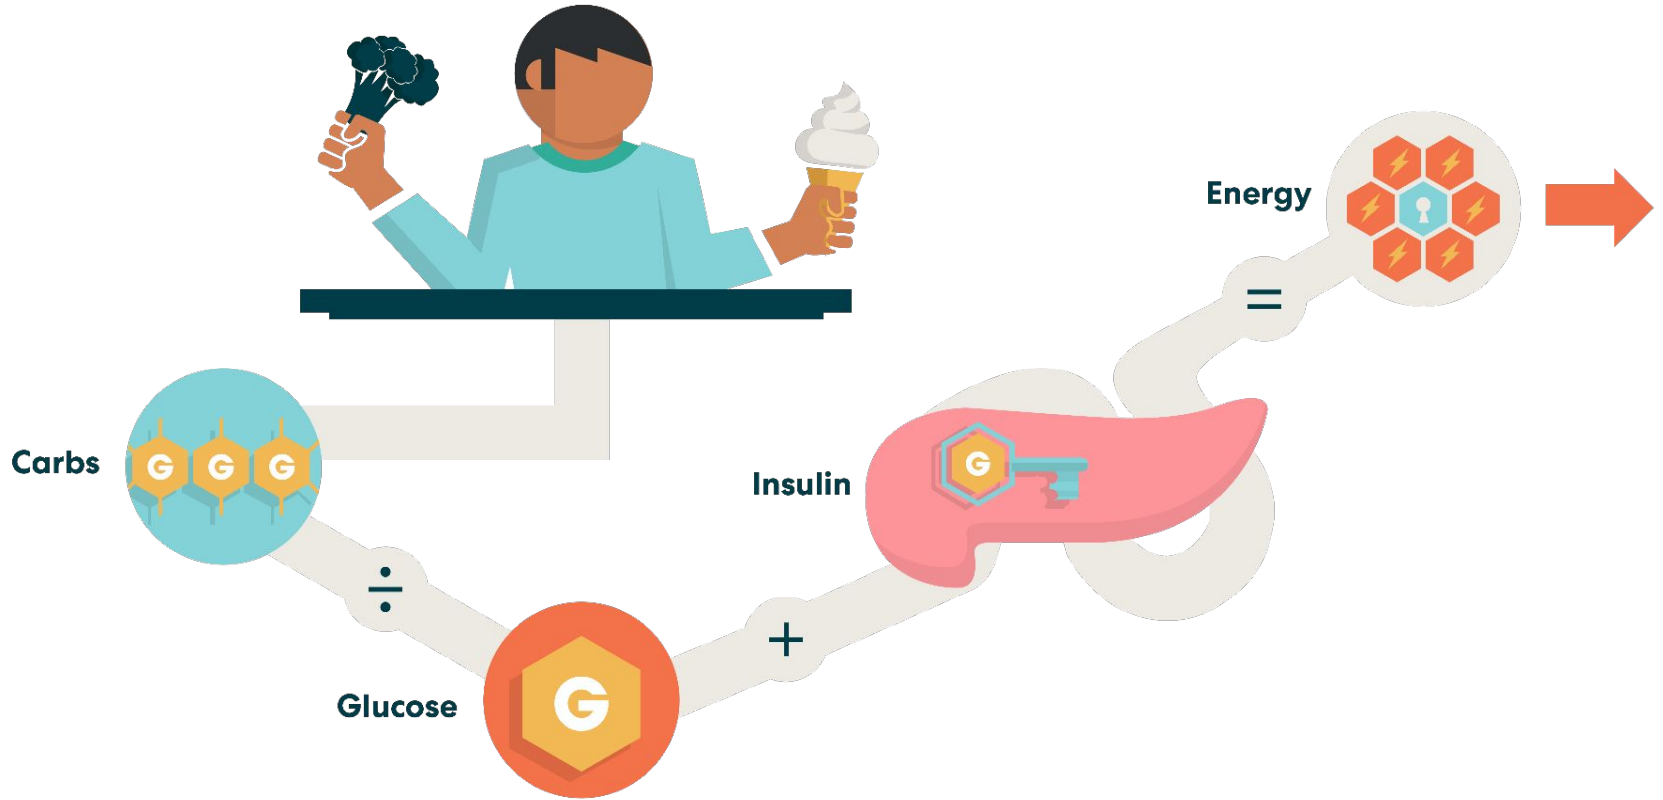 Energy
=
Carbs
G G G
Insulin
G
÷
+
Glucose
G